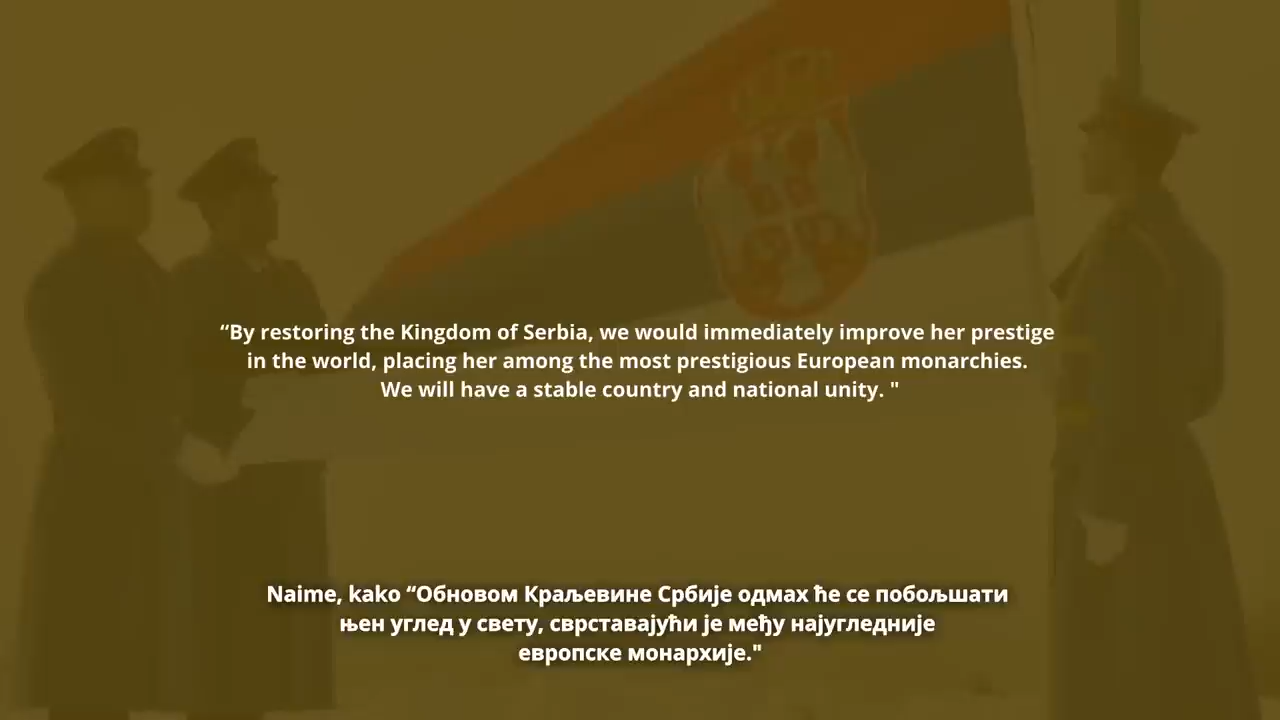 “By restoring the Kingdom of Serbia, we would immediately improve her prestige
in the world, placing her among the most prestigious European monarchies.
We will have a stable country and national unity. "
Naime, kako “Обновом Краљевине Србије одмах ће се побољшати
њен углед у свету, сврставајући је међу најугледније
европске монархије."